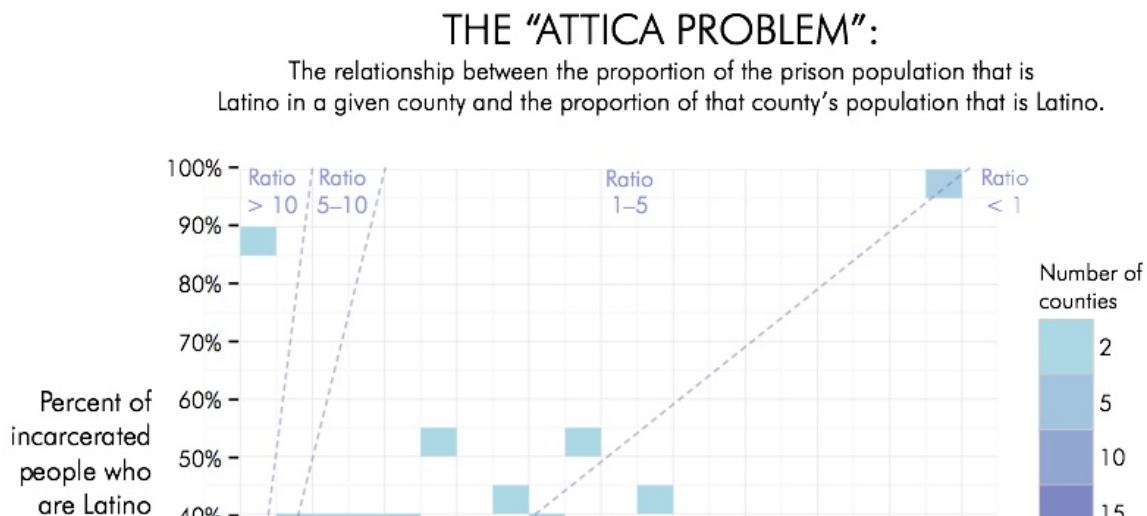 THE “ATTICA PROBLEM”:
The relationship between the proportion of the prison population that is
Latino in a given county and the proportion of that county’s population that is Latino.
100%
Ratio
> 10
Ratio
5–10
Ratio
1–5
Ratio
< 1
90%
80%
70%
60%
50%
40%
Percent of
incarcerated
people who
are Latino
Number of
counties
2
5
10
15